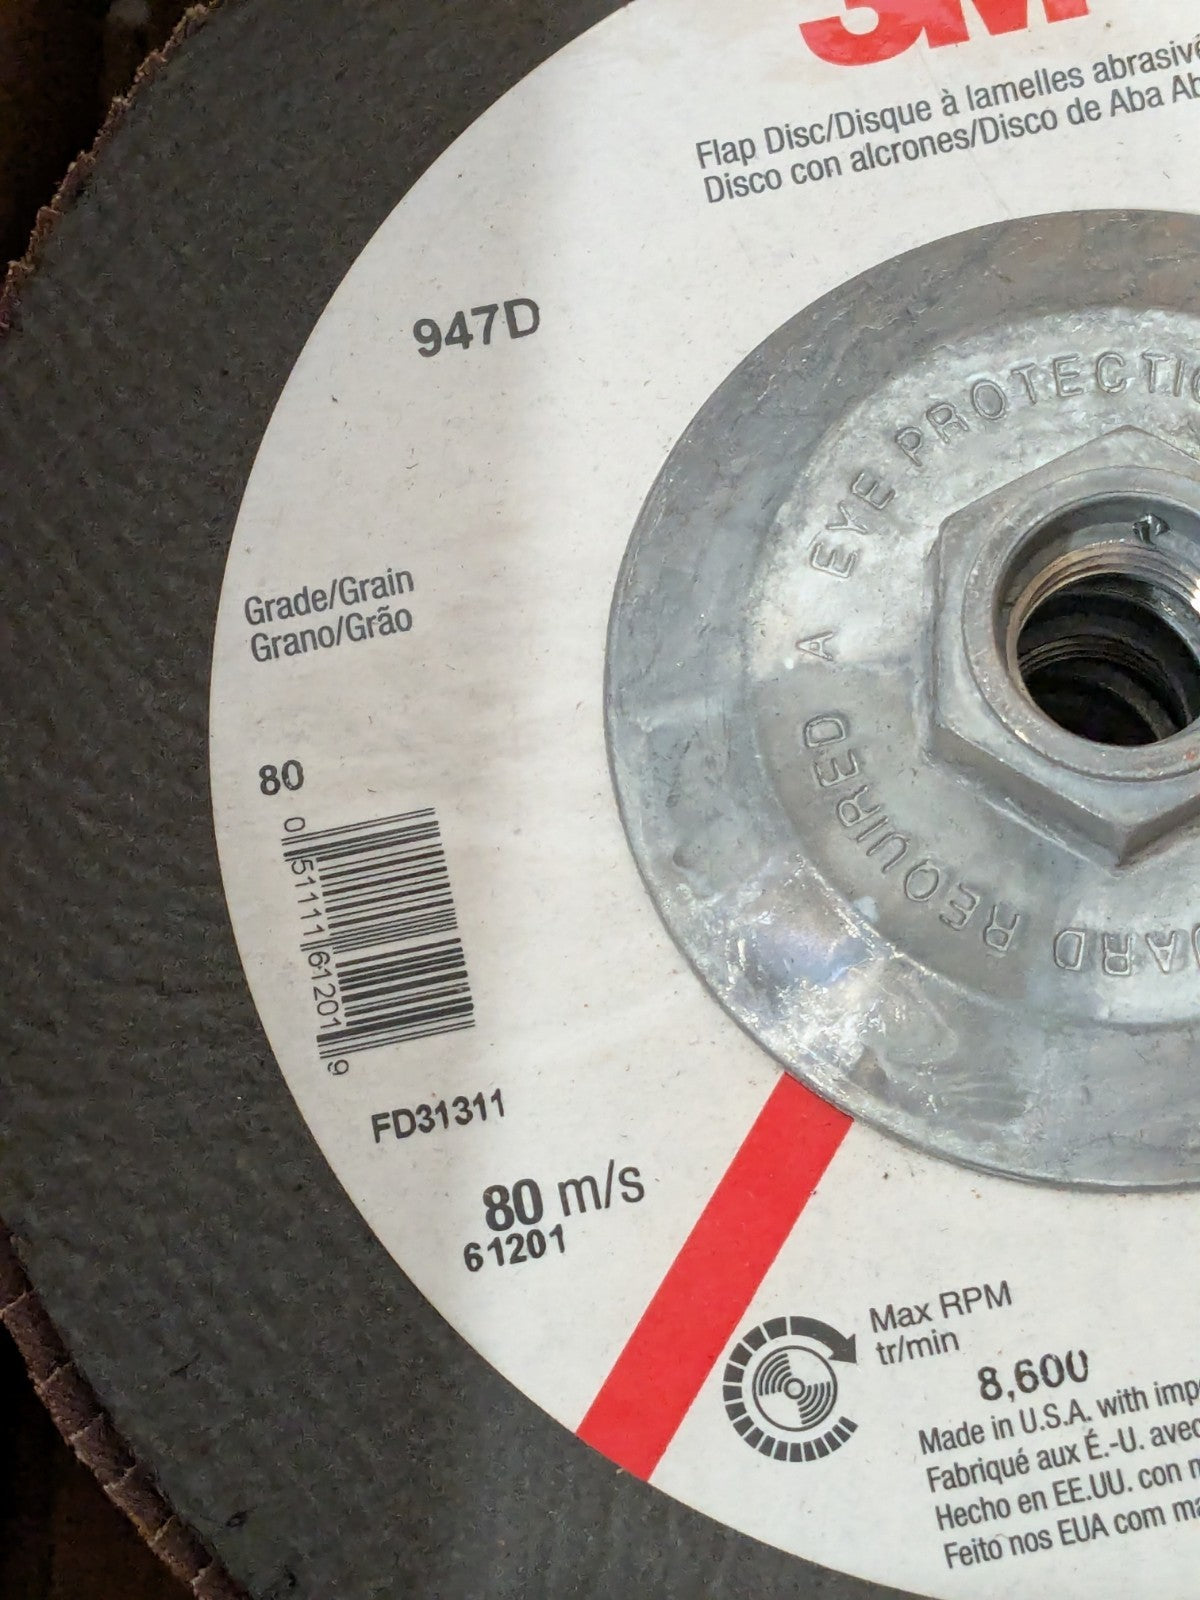 3M
Flap Disc/Disque à lamelles
Disco con alcrones/Disco de Aba
947D
A EYE PROTECTION
Grade/Grain
Grano/Grão
80
REQUIRED
0 51111 61201 9
FD31311
80 m/s
61201
Max RPM
tr/min
8,600
Made in U.S.A. with
Fabriqué aux É.-U. avec
Hecho en EE.UU. con
Feito nos EUA com